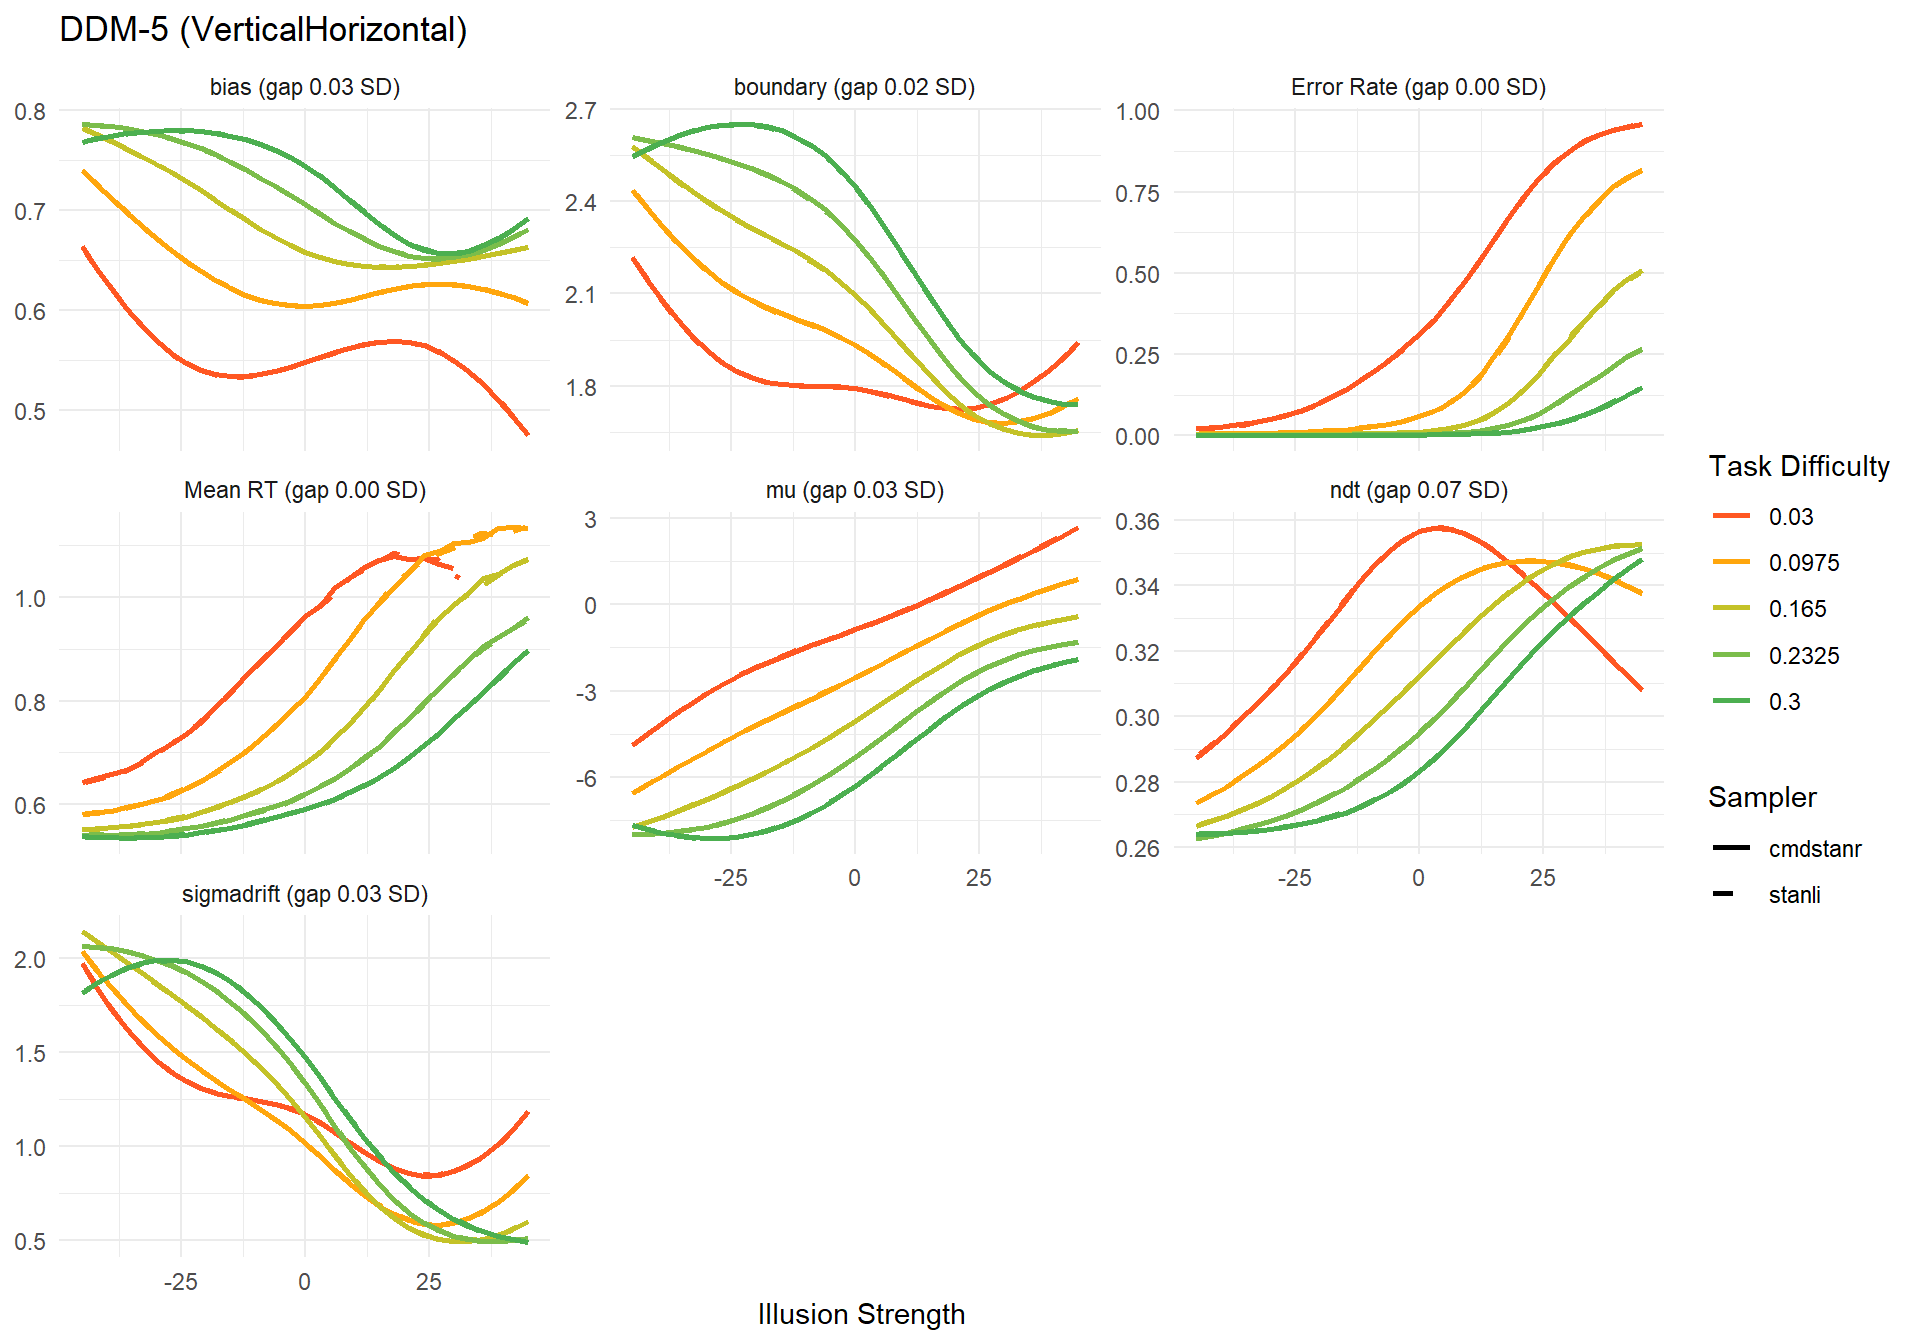 DDM-5 (VerticalHorizontal)
bias (gap 0.03 SD)
0.8
0.7
0.6
0.5
boundary (gap 0.02 SD)
2.7
2.4
2.1
1.8
Error Rate (gap 0.00 SD)
1.00
0.75
0.50
0.25
0.00
Mean RT (gap 0.00 SD)
1.0
0.8
0.6
mu (gap 0.03 SD)
3
0
-3
-6
-25 0 25
ndt (gap 0.07 SD)
0.36
0.34
0.32
0.30
0.28
0.26
-25 0 25
sigmadrift (gap 0.03 SD)
2.0
1.5
1.0
0.5
-25 0 25
Illusion Strength
Task Difficulty
0.03
0.0975
0.165
0.2325
0.3
Sampler
cmdstanr
stanli